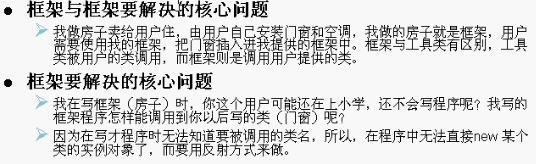 框架与框架要解决的核心问题
我做房子卖给用户住，由用户自己安装门窗和空调，我做的房子就是框架，用户
需要使用我的框架，把门窗插入进我提供的框架中。框架与工具类有区别，工具
类被用户的类调用，而框架则是调用用户提供的类。
框架要解决的核心问题
我在写框架（房子）时，你这个用户可能还在上小学，还不会写程序呢？我写的
框架程序怎样能调用到你以后写的类（门窗）呢？
因为在写才程序时无法知道要被调用的类名，所以，在程序中无法直接new 某个
类的实例对象了，而要用反射方式来做。